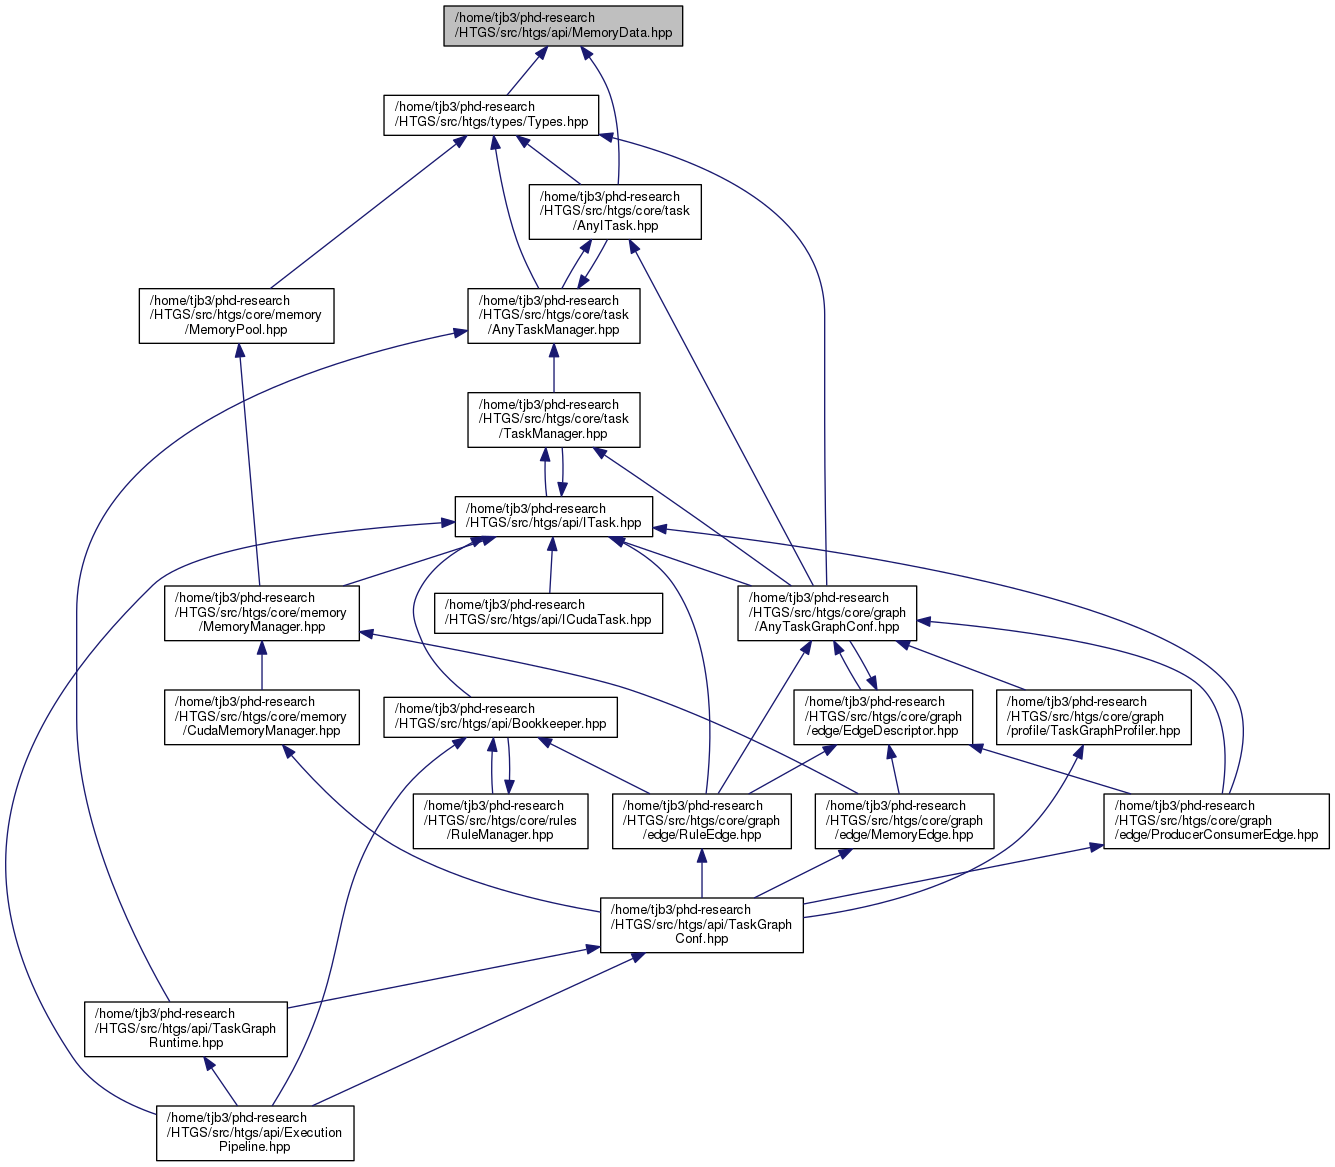 /home/tjb3/phd-research
/HTGS/src/htgs/api/MemoryData.hpp
/home/tjb3/phd-research
/HTGS/src/htgs/types/Types.hpp
/home/tjb3/phd-research
/HTGS/src/htgs/core/task
/AnyITask.hpp
/home/tjb3/phd-research
/HTGS/src/htgs/core/memory
/MemoryPool.hpp
/home/tjb3/phd-research
/HTGS/src/htgs/core/task
/AnyTaskManager.hpp
/home/tjb3/phd-research
/HTGS/src/htgs/core/task
/TaskManager.hpp
/home/tjb3/phd-research
/HTGS/src/htgs/api/ITask.hpp
/home/tjb3/phd-research
/HTGS/src/htgs/core/memory
/MemoryManager.hpp
/home/tjb3/phd-research
/HTGS/src/htgs/api/ICudaTask.hpp
/home/tjb3/phd-research
/HTGS/src/htgs/core/graph
/AnyTaskGraphConf.hpp
/home/tjb3/phd-research
/HTGS/src/htgs/core/memory
/CudaMemoryManager.hpp
/home/tjb3/phd-research
/HTGS/src/htgs/api/Bookkeeper.hpp
/home/tjb3/phd-research
/HTGS/src/htgs/core/graph
/edge/EdgeDescriptor.hpp
/home/tjb3/phd-research
/HTGS/src/htgs/core/graph
/profile/TaskGraphProfiler.hpp
/home/tjb3/phd-research
/HTGS/src/htgs/core/rules
/RuleManager.hpp
/home/tjb3/phd-research
/HTGS/src/htgs/core/graph
/edge/RuleEdge.hpp
/home/tjb3/phd-research
/HTGS/src/htgs/core/graph
/edge/MemoryEdge.hpp
/home/tjb3/phd-research
/HTGS/src/htgs/core/graph
/edge/ProducerConsumerEdge.hpp
/home/tjb3/phd-research
/HTGS/src/htgs/api/TaskGraph
Conf.hpp
/home/tjb3/phd-research
/HTGS/src/htgs/api/TaskGraph
Runtime.hpp
/home/tjb3/phd-research
/HTGS/src/htgs/api/Execution
Pipeline.hpp